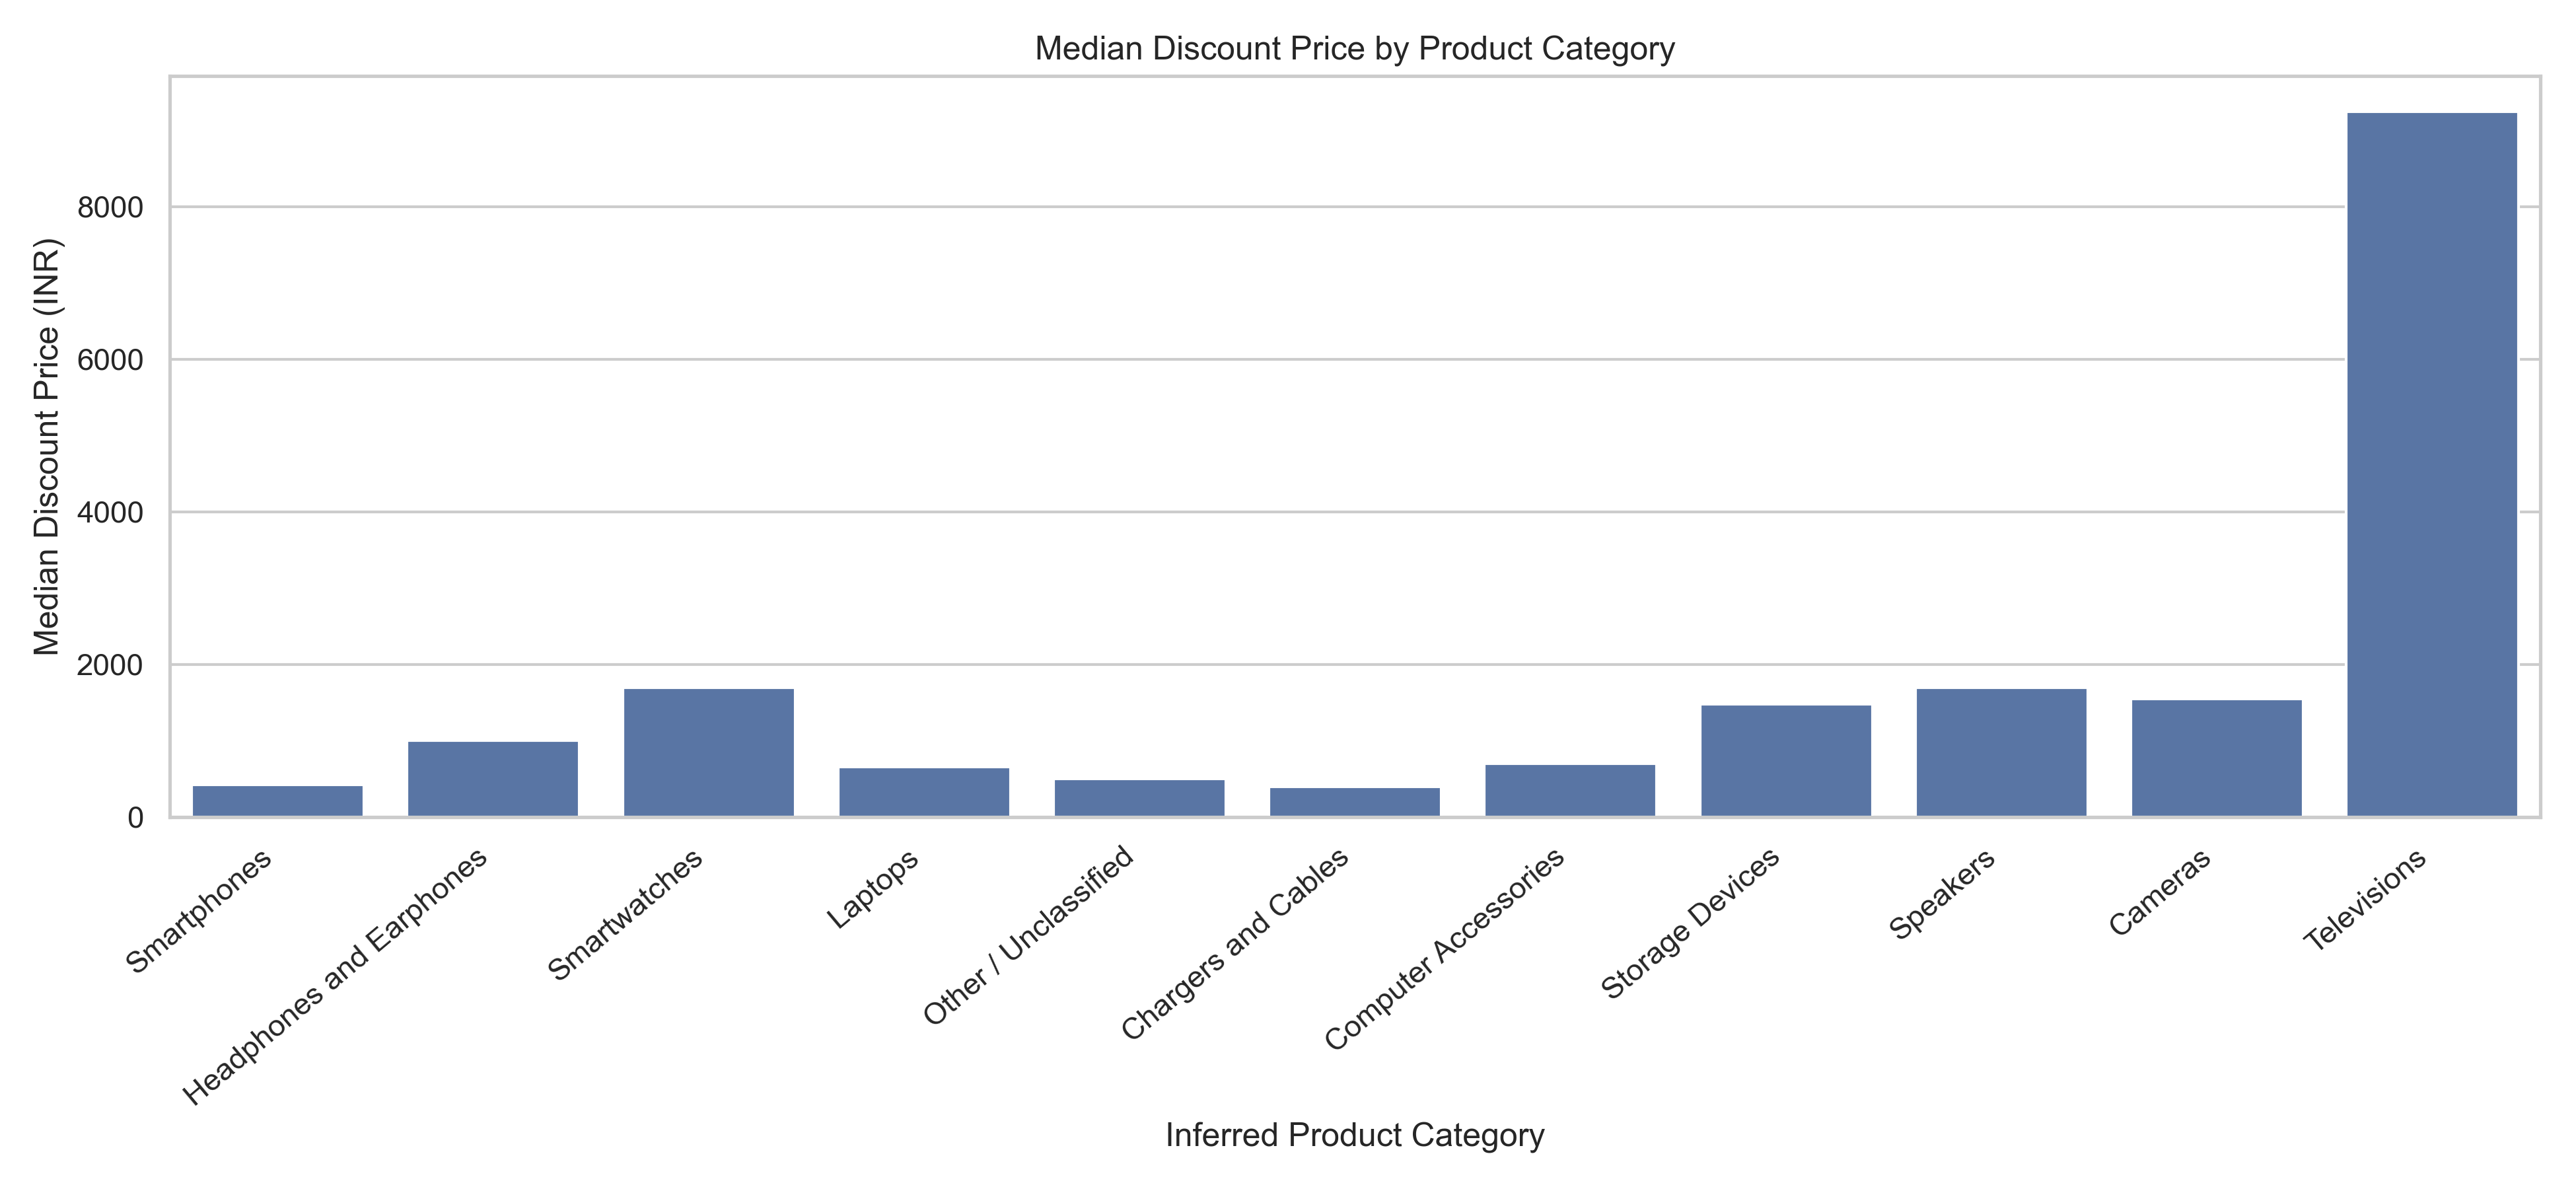 Median Discount Price by Product Category
Median Discount Price (INR)
8000
6000
4000
2000
0
Smartphones
Headphones and Earphones
Smartwatches
Laptops
Other / Unclassified
Chargers and Cables
Computer Accessories
Storage Devices
Speakers
Cameras
Televisions
Inferred Product Category